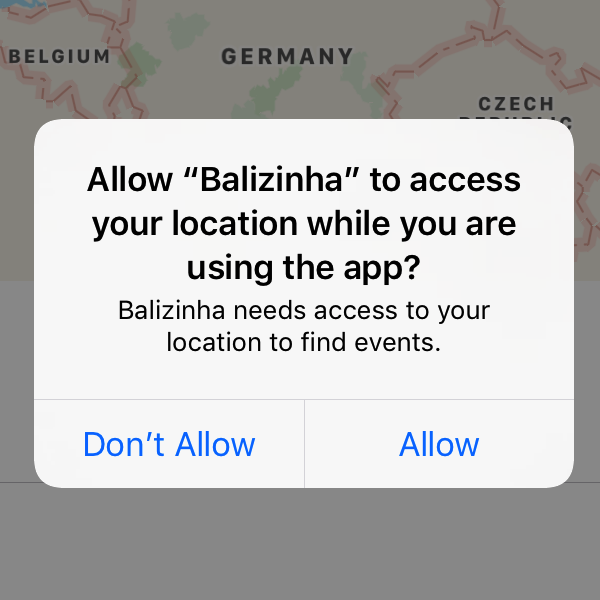 BELGIUM
GERMANY
CZECH
REPUBLIC
Allow “Balizinha” to access
your location while you are
using the app?
Balizinha needs access to your
location to find events.
Don’t Allow
Allow